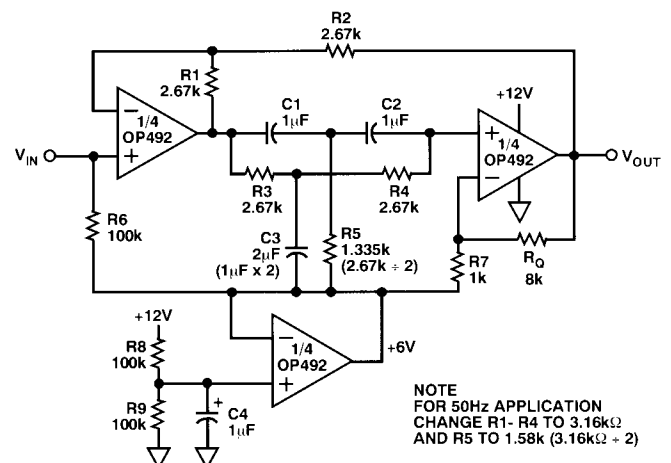 R2
2.67k
R1
2.67k
C1
1µF
C2
1µF
+12V
1/4
OP492
1/4
OP492
VIN
VOUT
R3
2.67k
R4
2.67k
R6
100k
C3
2µF
(1µF x 2)
R5
1.335k
(2.67k ÷ 2)
R7
1k
RQ
8k
+12V
R8
100k
1/4
OP492
+6V
R9
100k
C4
1µF
NOTE
FOR 50Hz APPLICATION
CHANGE R1- R4 TO 3.16kΩ
AND R5 TO 1.58k (3.16kΩ ÷ 2)